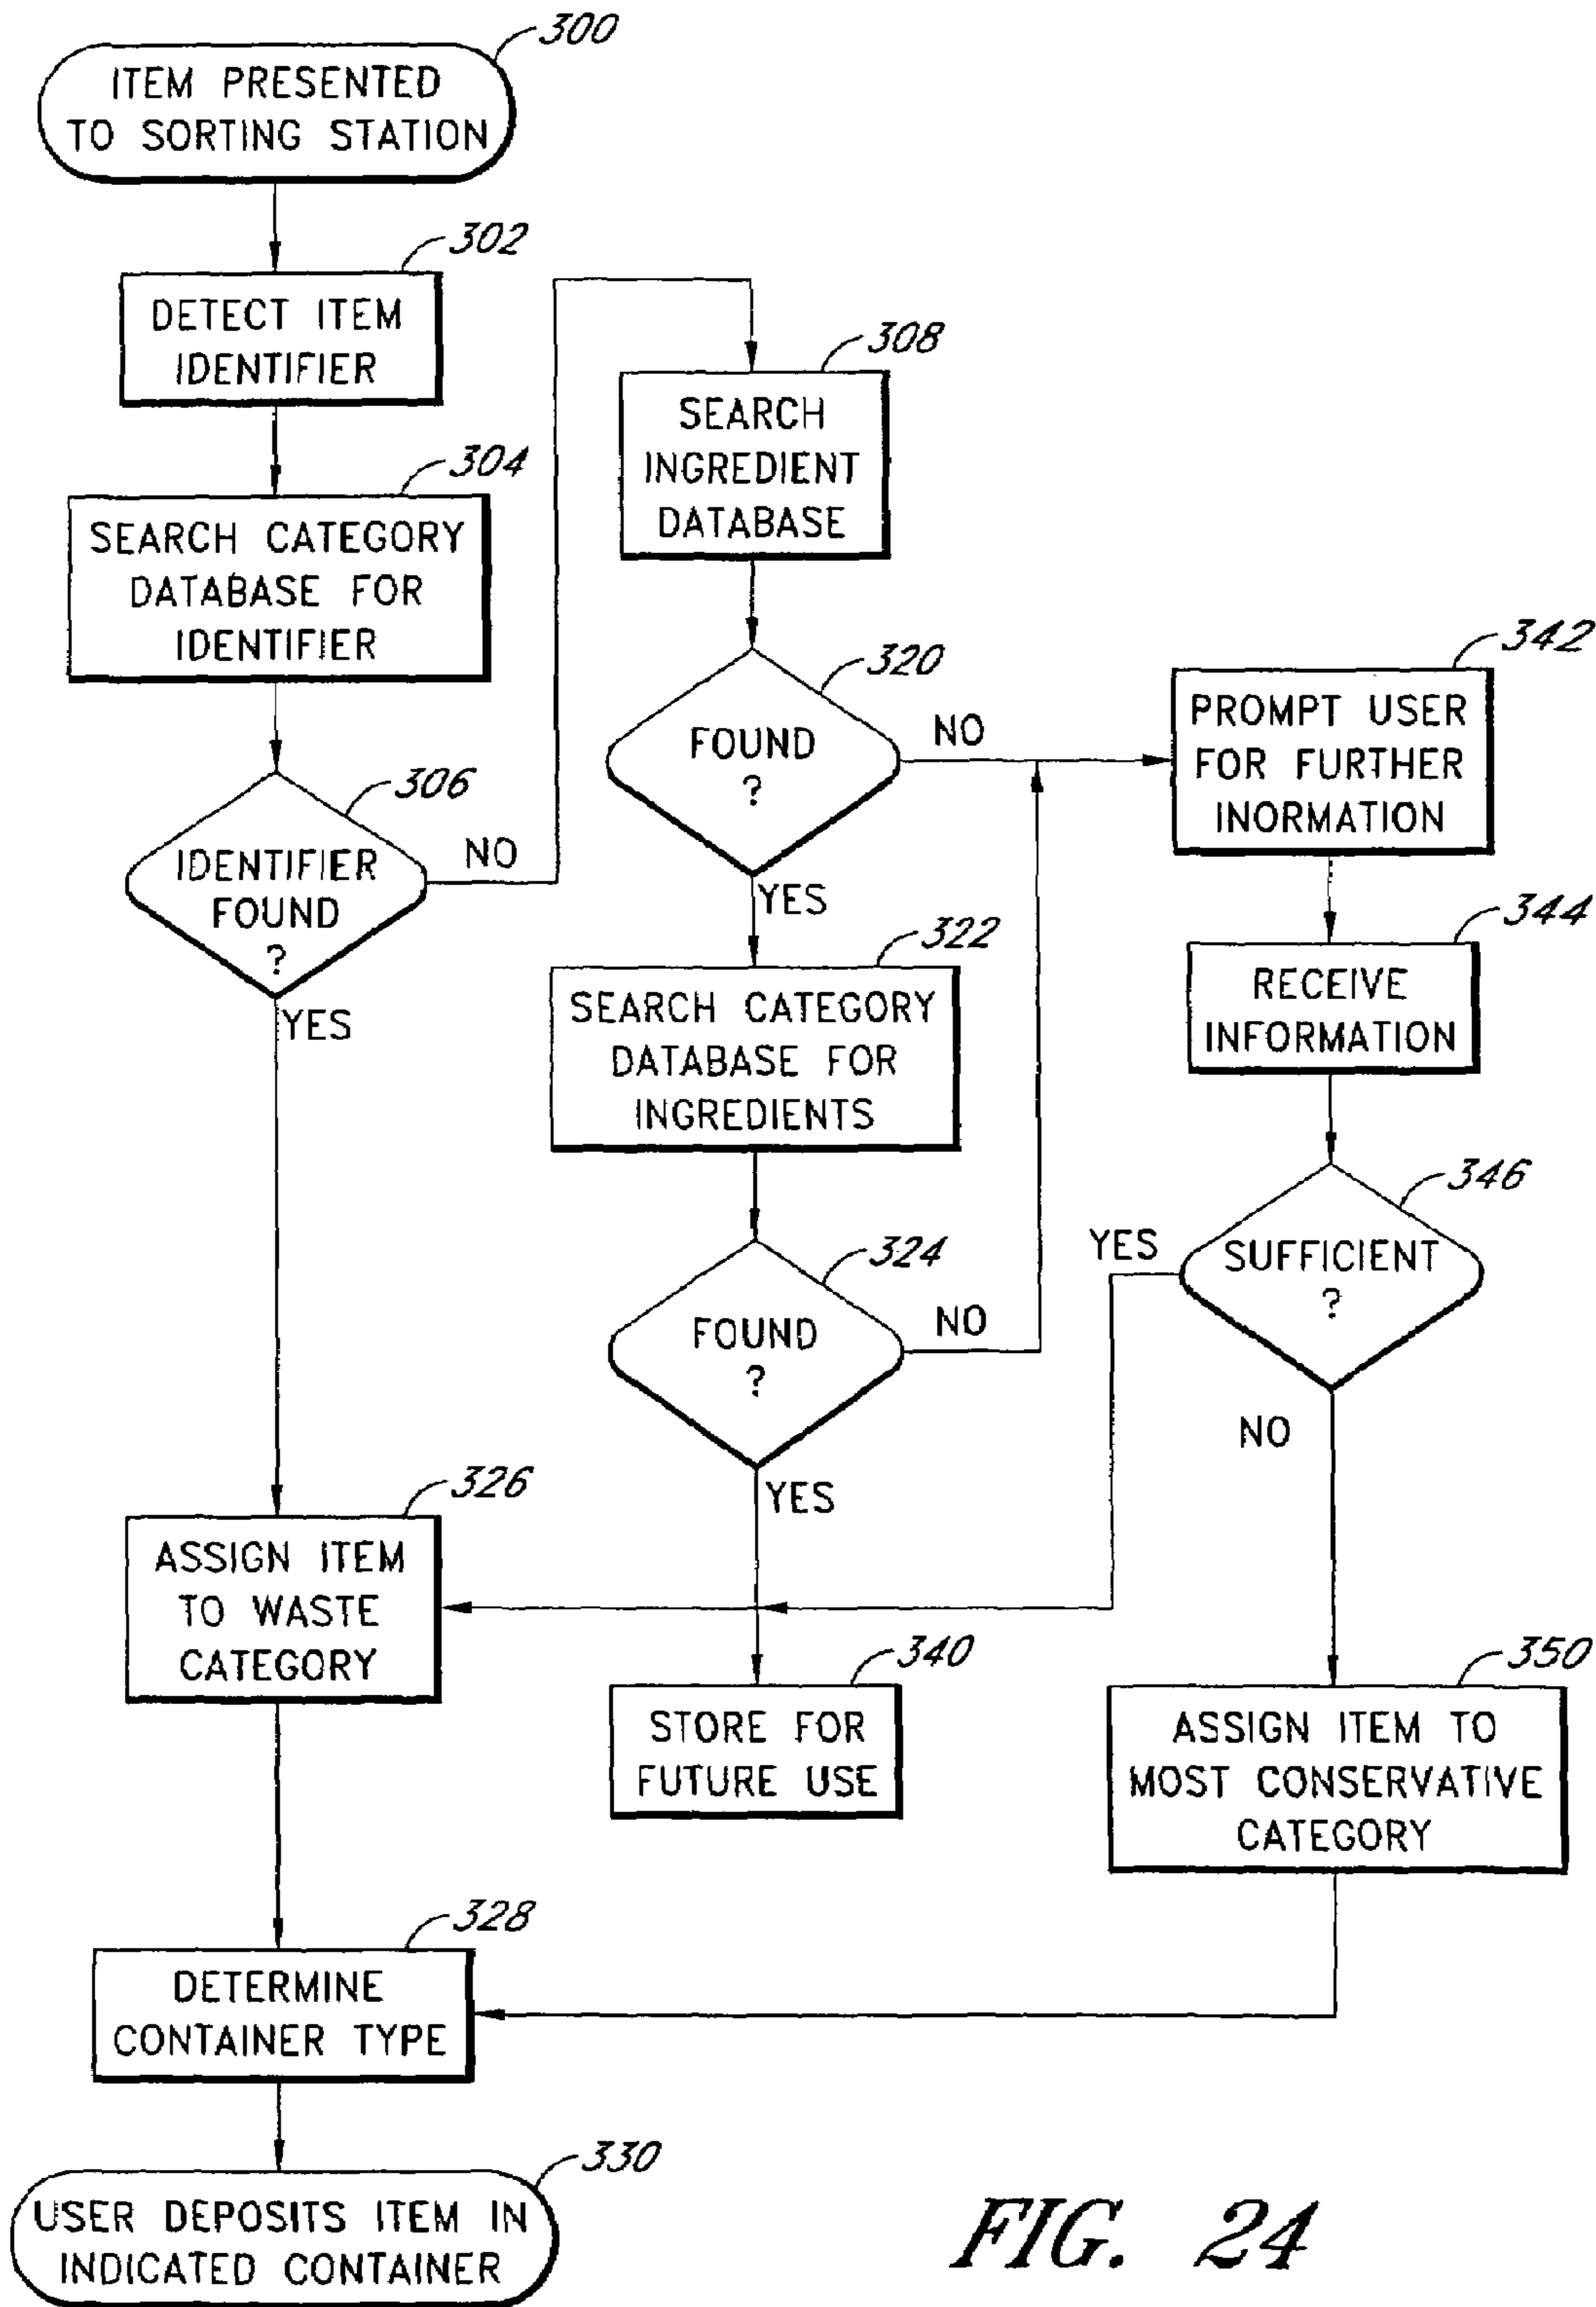 300
ITEM PRESENTED
TO SORTING STATION
302
DETECT ITEM
IDENTIFIER
304
SEARCH CATEGORY
DATABASE FOR
IDENTIFIER
306
IDENTIFIER
FOUND
?
NO
YES
308
SEARCH
INGREDIENT
DATABASE
320
FOUND
?
NO
YES
322
SEARCH CATEGORY
DATABASE FOR
INGREDIENTS
324
FOUND
?
NO
YES
342
PROMPT USER
FOR FURTHER
INORMATION
344
RECEIVE
INFORMATION
346
SUFFICIENT
?
YES
NO
326
ASSIGN ITEM
TO WASTE
CATEGORY
340
STORE FOR
FUTURE USE
350
ASSIGN ITEM TO
MOST CONSERVATIVE
CATEGORY
328
DETERMINE
CONTAINER TYPE
330
USER DEPOSITS ITEM IN
INDICATED CONTAINER
FIG. 24